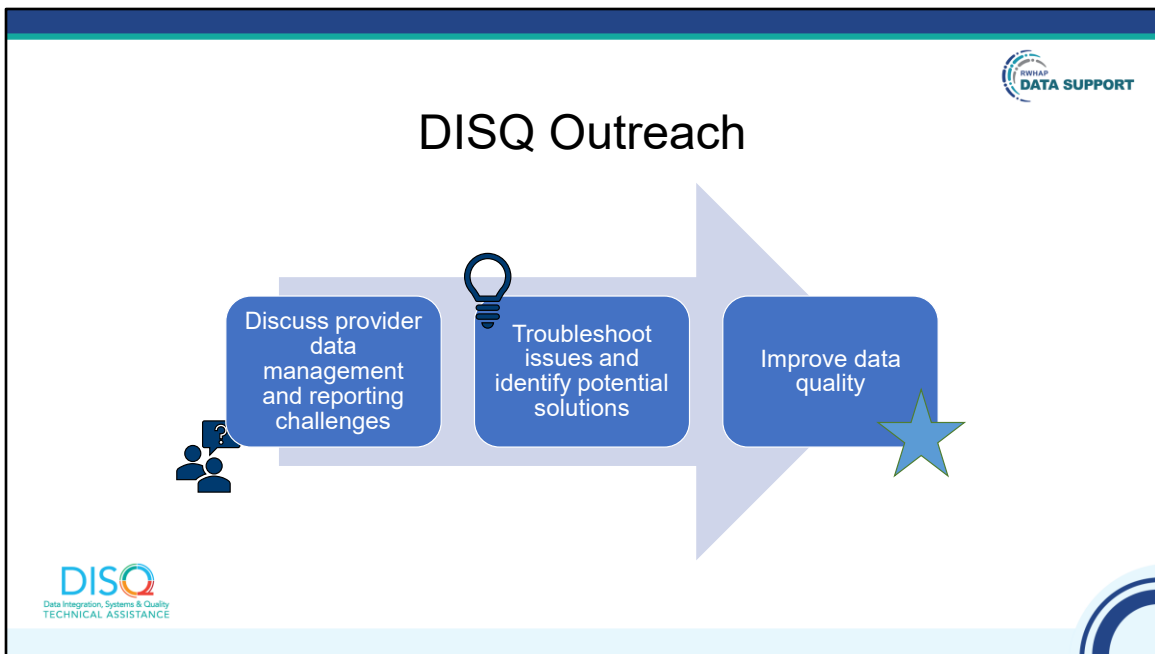 RWHAP
DATA SUPPORT
DISQ Outreach
Discuss provider
data
management
and reporting
challenges
?
Troubleshoot
issues and
identify potential
solutions
Improve data
quality
DISQ
Data Integration, Systems & Quality
TECHNICAL ASSISTANCE